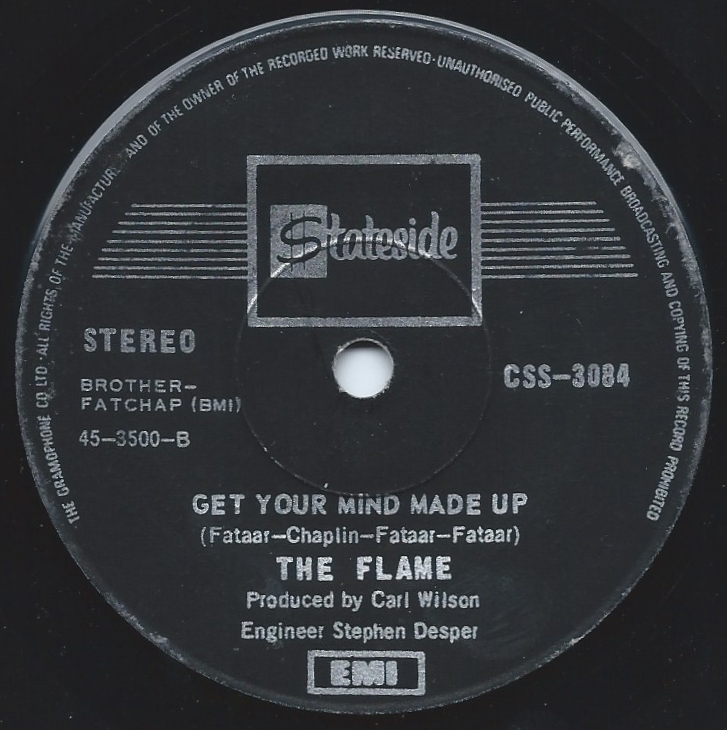 THE GRAMOPHONE CO LTD·ALL RIGHTS OF THE MANUFACTUR AND OF THE OWNER OF THE RECORDED WORK RESERVED·UNAUTHORISED PUBLIC PERFORMANCE BROADCASTING AND COPYING OF THIS RECORD PROHIBITED
Stateside
STEREO
CSS-3084
BROTHER-
FATCHAP (BMI)
45-3500-B
GET YOUR MIND MADE UP
(Fataar-Chaplin-Fataar-Fataar)
THE FLAME
Produced by Carl Wilson
Engineer Stephen Desper
EMI